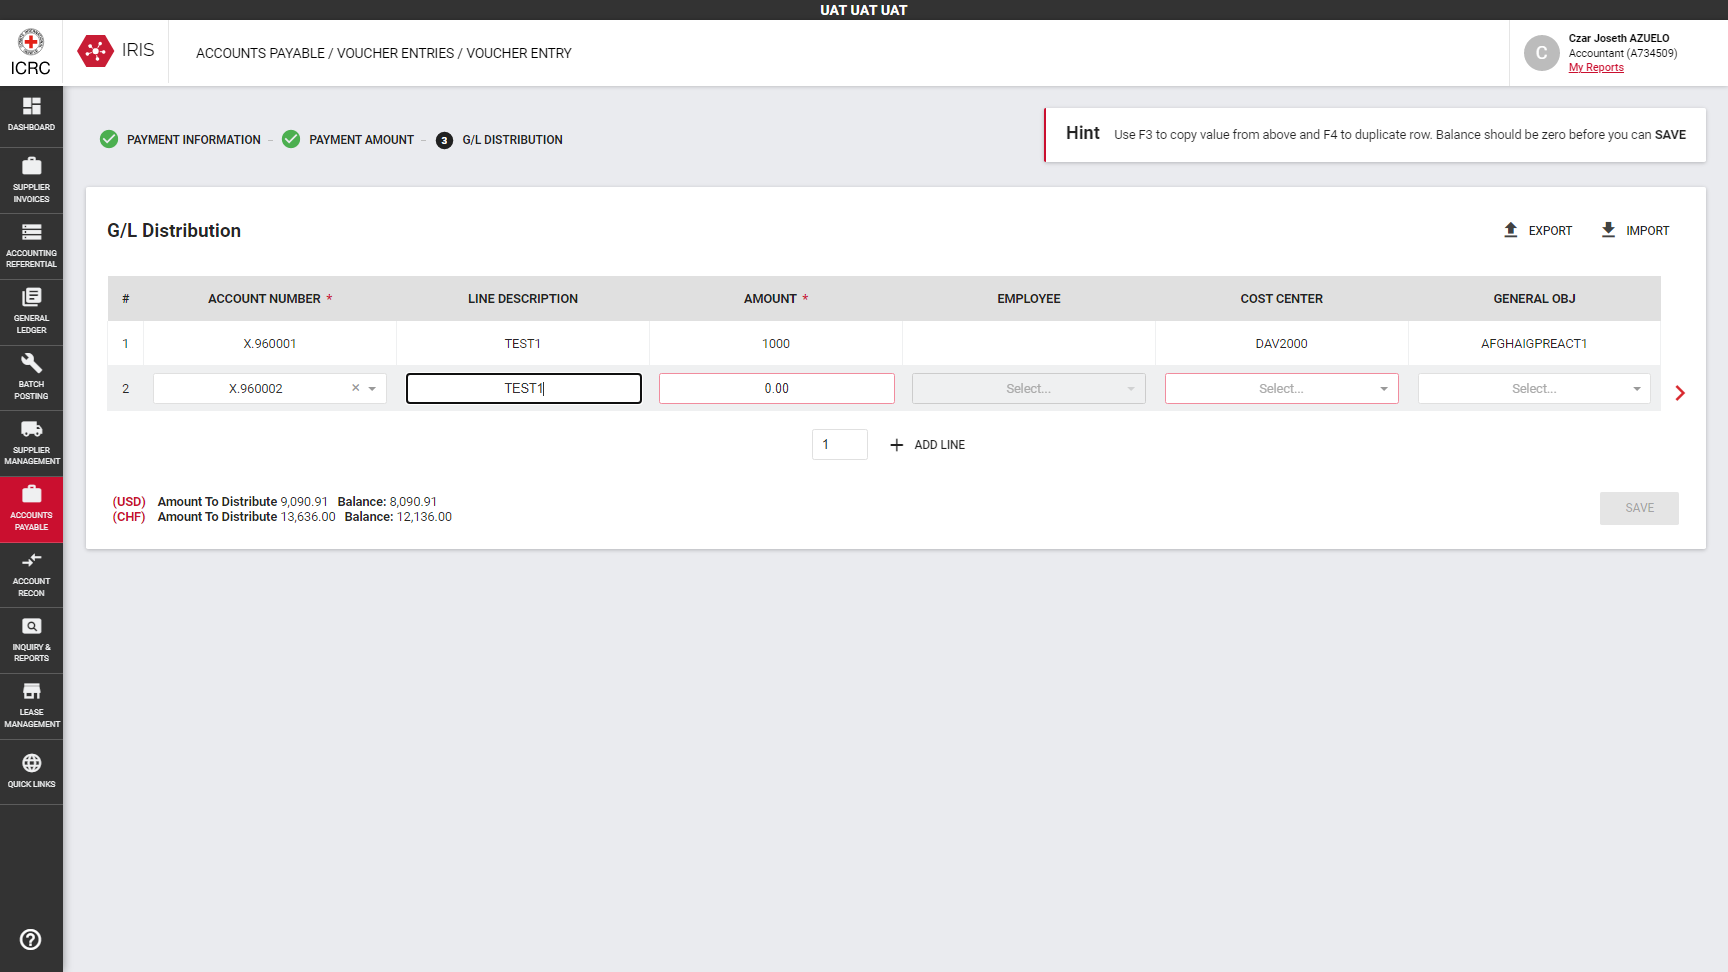 UAT UAT UAT
ICRC
IRIS
ACCOUNTS PAYABLE / VOUCHER ENTRIES / VOUCHER ENTRY
C
Czar Joseth AZUELO
Accountant (A734509)
My Reports
DASHBOARD
SUPPLIER
INVOICES
ACCOUNTING
REFERENTIAL
GENERAL
LEDGER
BATCH
POSTING
SUPPLIER
MANAGEMENT
ACCOUNTS
PAYABLE
ACCOUNT
RECON
INQUIRY &
REPORTS
LEASE
MANAGEMENT
QUICK LINKS
PAYMENT INFORMATION – PAYMENT AMOUNT – 3 G/L DISTRIBUTION
Hint Use F3 to copy value from above and F4 to duplicate row. Balance should be zero before you can SAVE
G/L Distribution
EXPORT IMPORT
# ACCOUNT NUMBER * LINE DESCRIPTION AMOUNT * EMPLOYEE COST CENTER GENERAL OBJ
1 X.960001 TEST1 1000 DAV2000 AFGHAIGPREACT1
2 X.960002 × TEST1 0.00 Select... Select... Select...
1 + ADD LINE
(USD) Amount To Distribute 9,090.91 Balance: 8,090.91
(CHF) Amount To Distribute 13,636.00 Balance: 12,136.00
SAVE